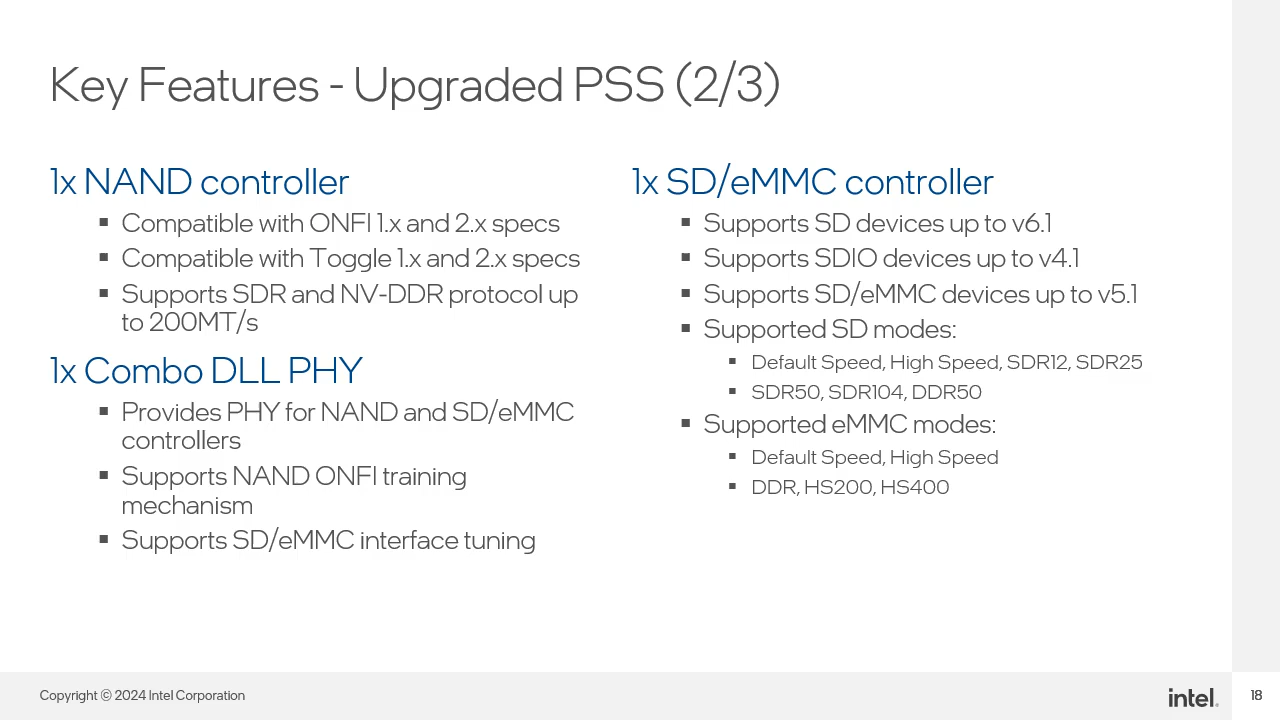 Key Features - Upgraded PSS (2/3)
1x NAND controller
▪ Compatible with ONFI 1.x and 2.x specs
▪ Compatible with Toggle 1.x and 2.x specs
▪ Supports SDR and NV-DDR protocol up
to 200MT/s
1x Combo DLL PHY
▪ Provides PHY for NAND and SD/eMMC
controllers
▪ Supports NAND ONFI training
mechanism
▪ Supports SD/eMMC interface tuning
1x SD/eMMC controller
▪ Supports SD devices up to v6.1
▪ Supports SDIO devices up to v4.1
▪ Supports SD/eMMC devices up to v5.1
▪ Supported SD modes:
▪ Default Speed, High Speed, SDR12, SDR25
▪ SDR50, SDR104, DDR50
▪ Supported eMMC modes:
▪ Default Speed, High Speed
▪ DDR, HS200, HS400
Copyright © 2024 Intel Corporation
intel.
18